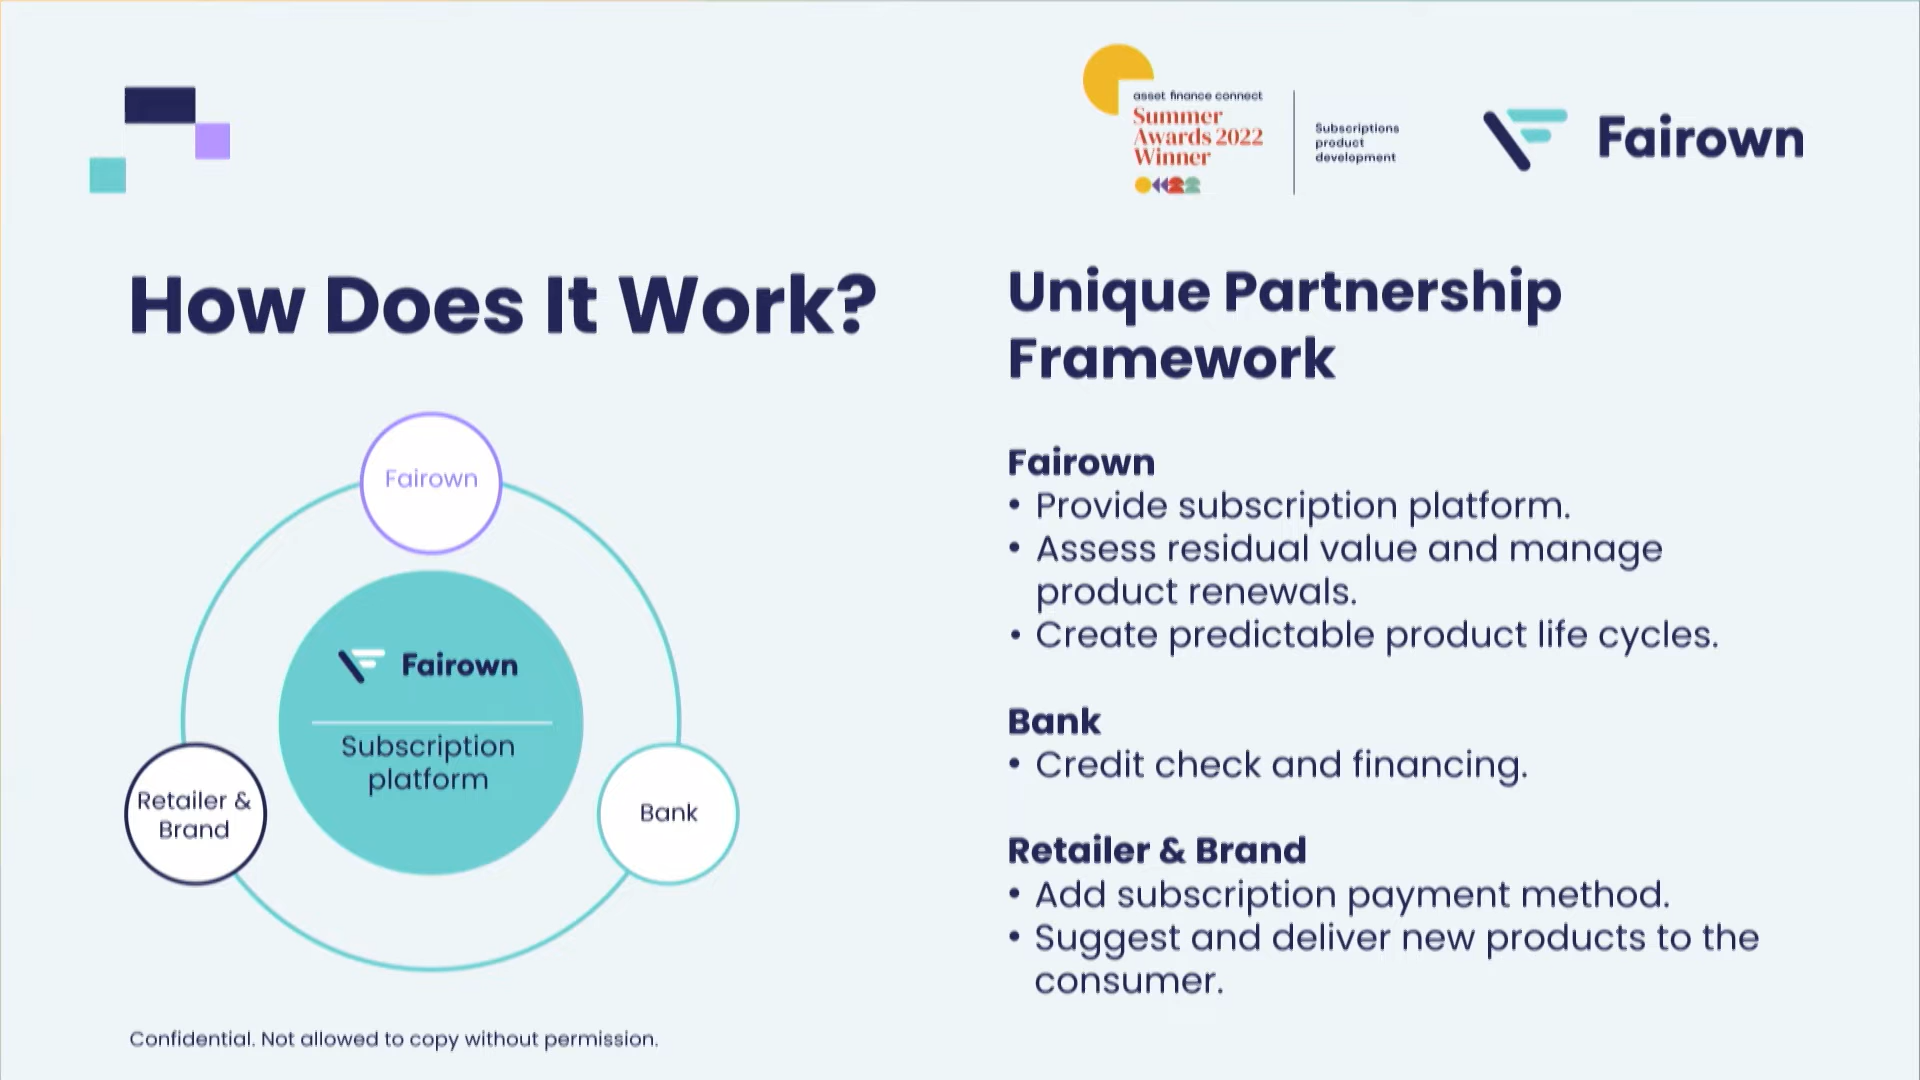 asset finance connect
Summer
Awards 2022
Winner
Subscriptions
product
development
Fairown
How Does It Work?
Fairown
Fairown
Subscription
platform
Retailer &
Brand
Bank
Unique Partnership
Framework
Fairown
• Provide subscription platform.
• Assess residual value and manage
product renewals.
• Create predictable product life cycles.
Bank
• Credit check and financing.
Retailer & Brand
• Add subscription payment method.
• Suggest and deliver new products to the
consumer.
Confidential. Not allowed to copy without permission.